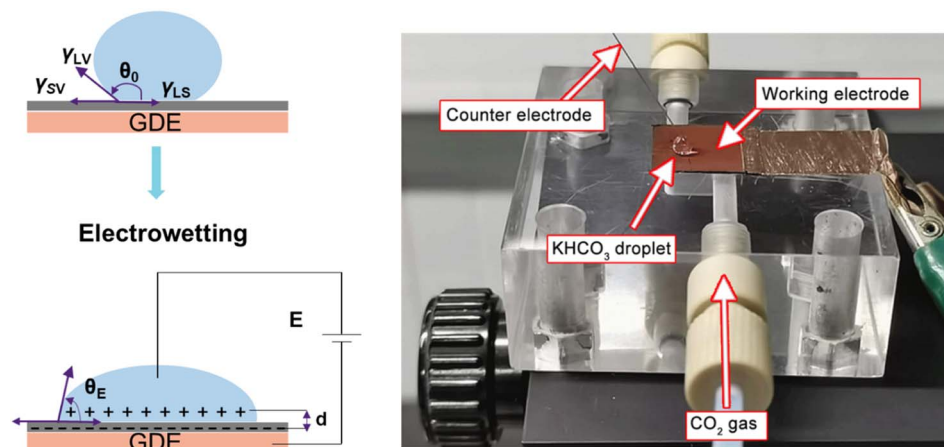 γLV
θ0
γSV
γLS
GDE
Electrowetting
E
θE
+ + + + + + + + + +
d
GDE
Counter electrode
Working electrode
KHCO3 droplet
CO2 gas